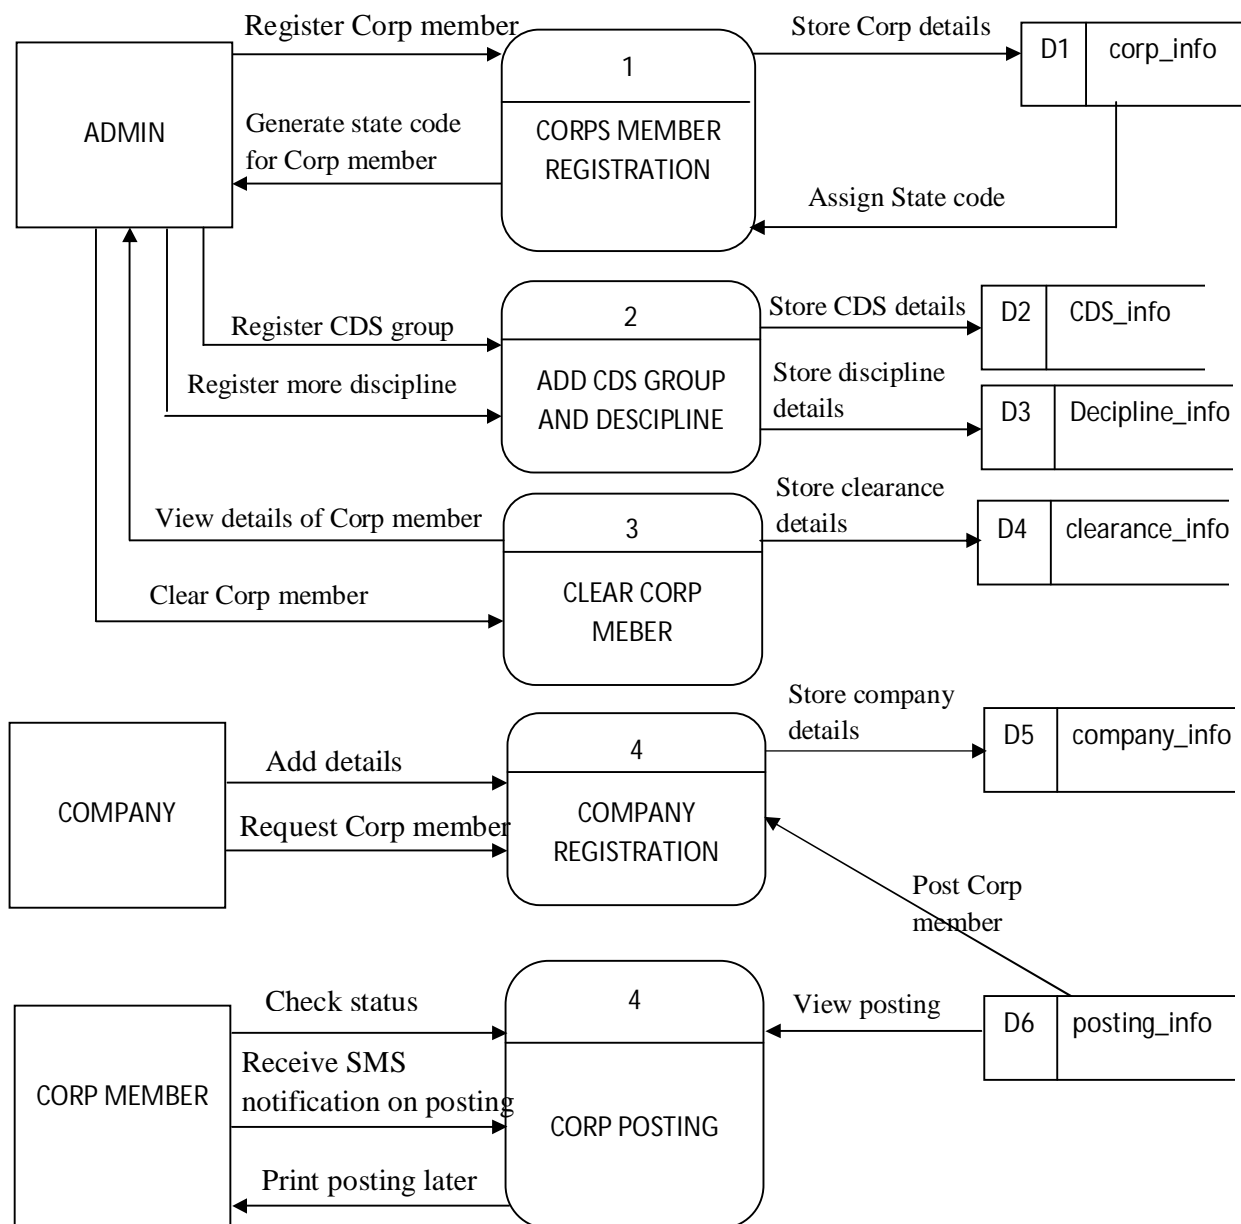 Register Corp member
Store Corp details
1
D1
corp_info
ADMIN
Generate state code
for Corp member
CORPS MEMBER
REGISTRATION
Assign State code
2
Store CDS details
D2
CDS_info
Register CDS group
Register more discipline
ADD CDS GROUP
AND DESCIPLINE
Store discipline
details
D3
Decipline_info
View details of Corp member
3
Store clearance
details
D4
clearance_info
Clear Corp member
CLEAR CORP
MEBER
Store company
details
4
D5
company_info
COMPANY
Add details
Request Corp member
COMPANY
REGISTRATION
Post Corp
member
Check status
4
View posting
D6
posting_info
CORP MEMBER
Receive SMS
notification on posting
CORP POSTING
Print posting later